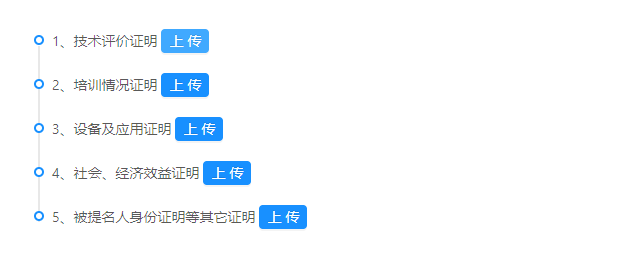 1、技术评价证明 上 传
2、培训情况证明 上 传
3、设备及应用证明 上 传
4、社会、经济效益证明 上 传
5、被提名人身份证明等其它证明 上 传